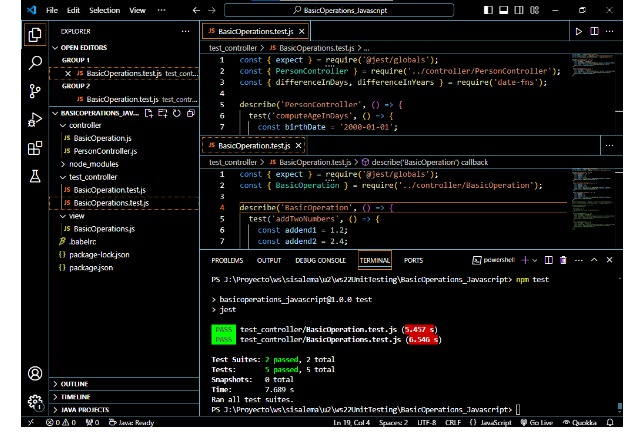 File Edit Selection View ... BasicOperations_Javascript
EXPLORER
OPEN EDITORS
GROUP 1
JS BasicOperations.test.js test_cont...
GROUP 2
JS BasicOperation.test.js test_contr...
BASICOPERATIONS_JAV...
controller
JS BasicOperation.js
JS PersonController.js
node_modules
test_controller
JS BasicOperation.test.js
JS BasicOperations.test.js
view
JS BasicOperations.js
.babelrc
{} package-lock.json
{} package.json
OUTLINE
TIMELINE
JAVA PROJECTS
JS BasicOperations.test.js
test_controller > JS BasicOperations.test.js > ...
1 const { expect } = require('@jest/globals');
2 const { PersonController } = require('../controller/PersonController');
3 const { differenceInDays, differenceInYears } = require('date-fns');
4
5 describe('PersonController', () => {
6 test('computeAgeInDays', () => {
7 const birthDate = '2000-01-01';
JS BasicOperation.test.js
test_controller > JS BasicOperation.test.js > describe('BasicOperation') callback
1 const { expect } = require('@jest/globals');
2 const { BasicOperation } = require('../controller/BasicOperation');
3
4 describe('BasicOperation', () => {
5 test('addTwoNumbers', () => {
6 const addend1 = 1.2;
7 const addend2 = 2.4;
PROBLEMS OUTPUT DEBUG CONSOLE TERMINAL PORTS powershell
PS J:\Proyecto\ws\sisalema\u2\ws22UnitTesting\BasicOperations_Javascript> npm test
> basicoperations_javascript@1.0.0 test
> jest
PASS test_controller/BasicOperation.test.js (5.457 s)
PASS test_controller/BasicOperations.test.js (6.546 s)
Test Suites: 2 passed, 2 total
Tests: 5 passed, 5 total
Snapshots: 0 total
Time: 7.689 s
Ran all test suites.
PS J:\Proyecto\ws\sisalema\u2\ws22UnitTesting\BasicOperations_Javascript>
0 0 0 Java: Ready Ln 19, Col 4 Spaces: 2 UTF-8 CRLF {} JavaScript Go Live Quokka